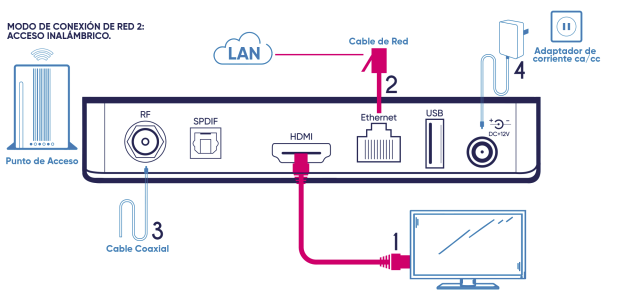 MODO DE CONEXIÓN DE RED 2:
ACCESO INALÁMBRICO.
Punto de Acceso
LAN
Cable de Red
2
Adaptador de
corriente ca/cc
4
RF
SPDIF
HDMI
Ethernet
USB
+ -
DC=12V
3
Cable Coaxial
1